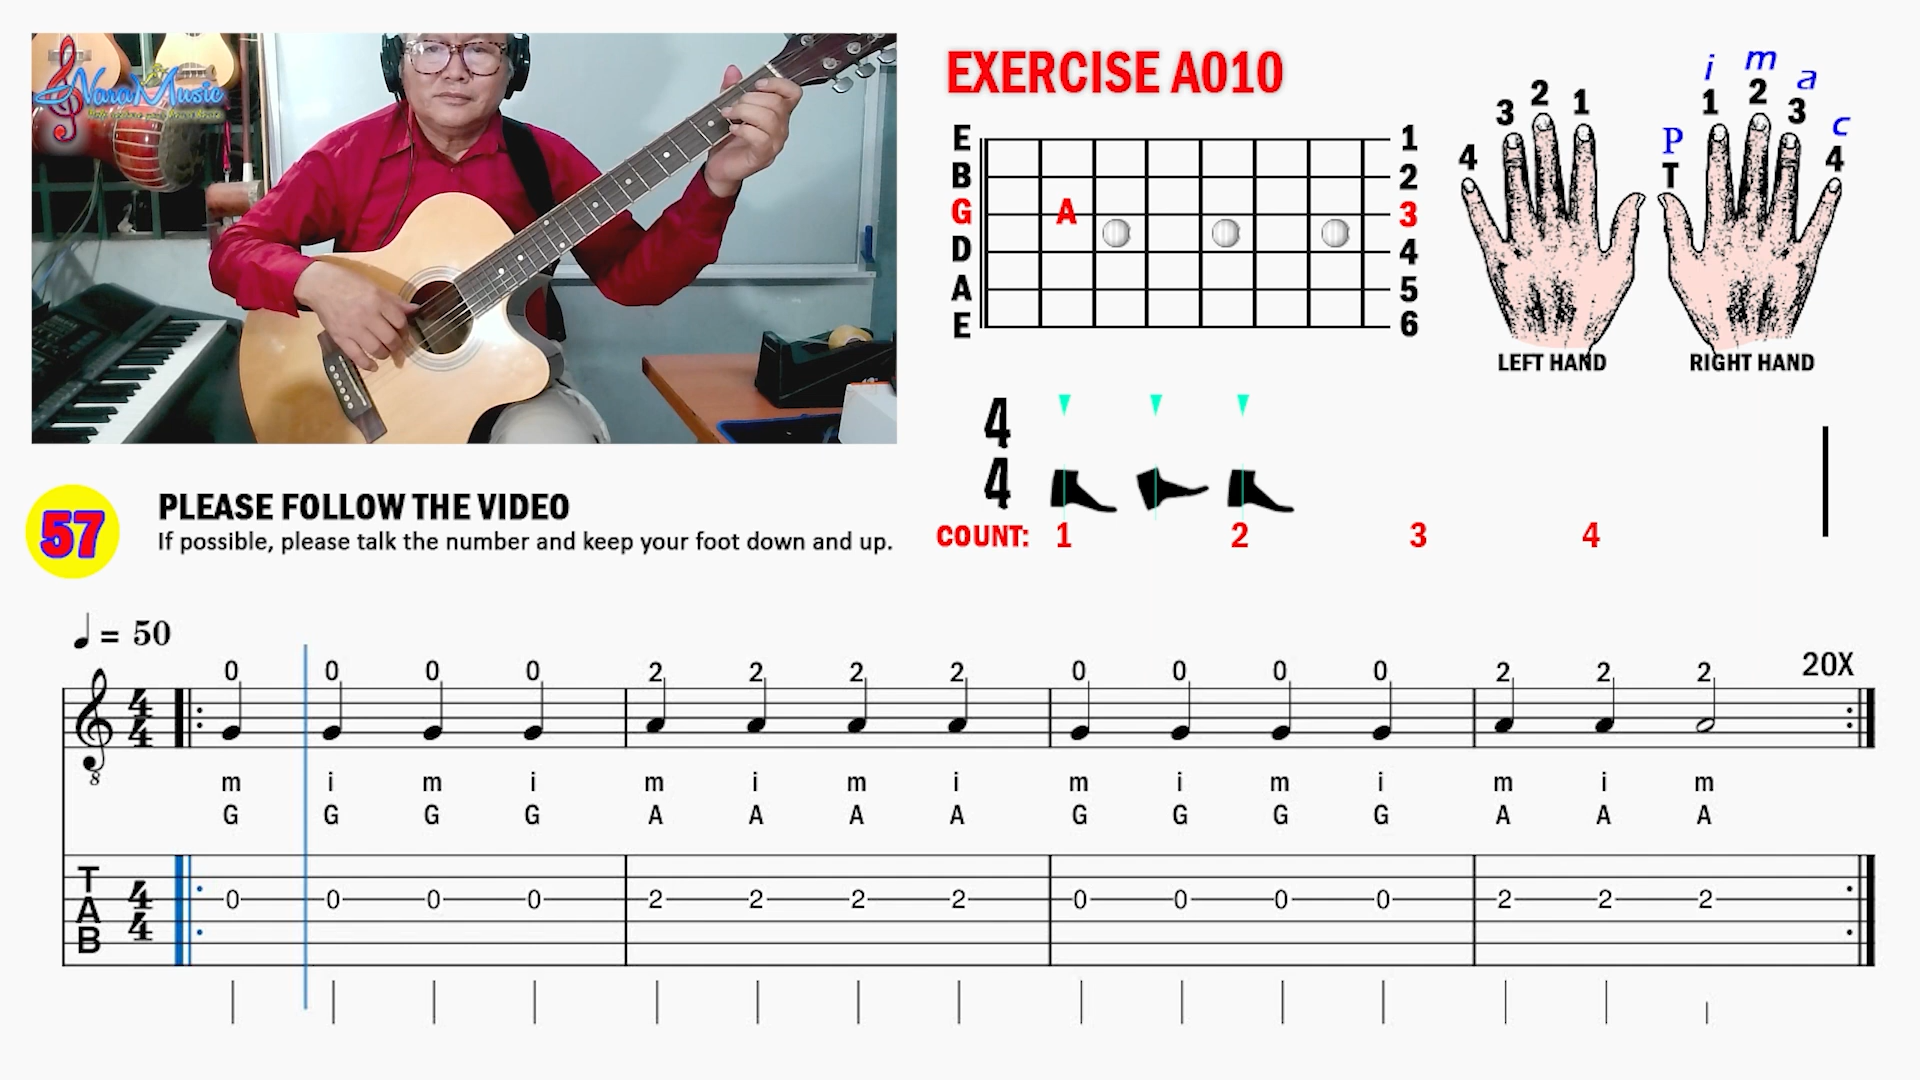 NaraMusic
EXERCISE A010
E 1
B 2
G A 3
D 4
A 5
E 6
4 3 2 1
LEFT HAND
P i m a c
T 1 2 3 4
RIGHT HAND
4
4
COUNT: 1 2 3 4
57
PLEASE FOLLOW THE VIDEO
If possible, please talk the number and keep your foot down and up.
= 50
0 0 0 0 2 2 2 2 0 0 0 0 2 2 2 20X
4
4
8
m i m i m i m i m i m i m i m
G G G G A A A A G G G G A A A
T
A
B
4
4
0 0 0 0 2 2 2 2 0 0 0 0 2 2 2